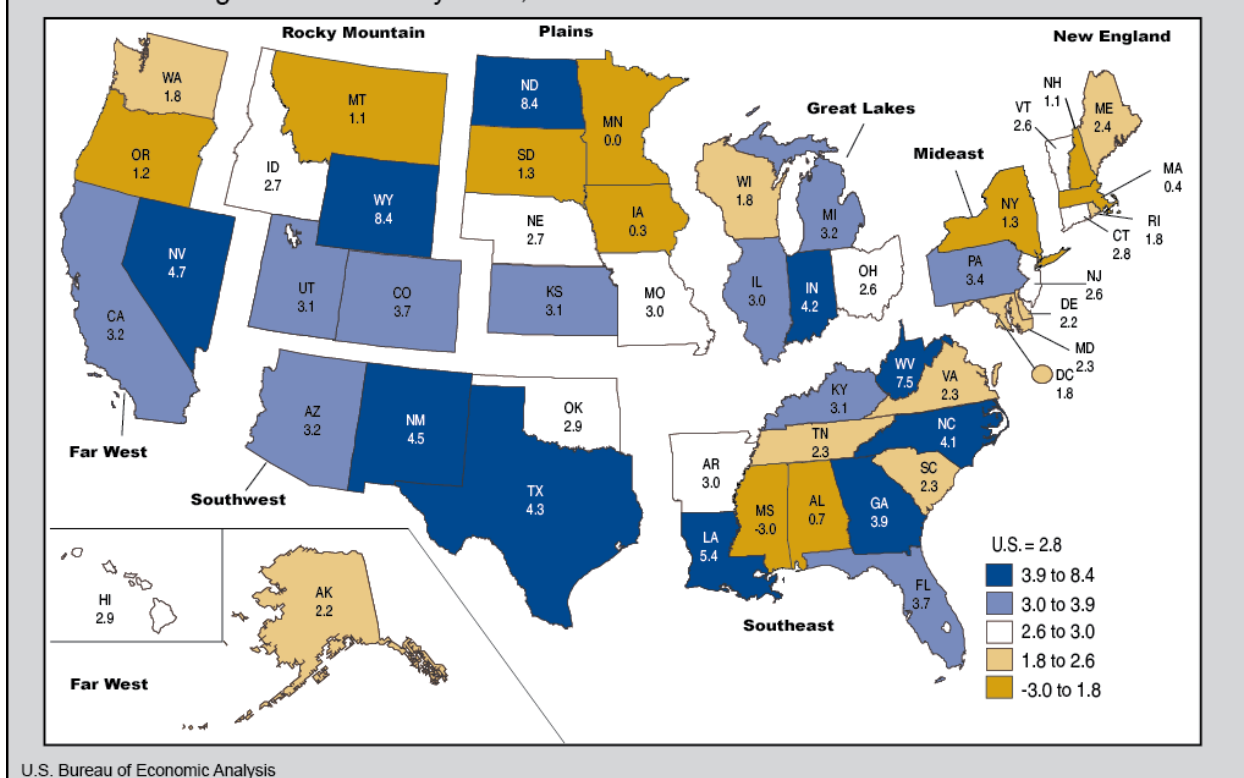 Rocky Mountain
Plains
New England
WA
1.8
MT
1.1
ND
8.4
MN
0.0
Great Lakes
NH
1.1
VT
2.6
ME
2.4
OR
1.2
ID
2.7
SD
1.3
WI
1.8
Mideast
MA
0.4
WY
8.4
NE
2.7
IA
0.3
MI
3.2
NY
1.3
RI
1.8
CT
2.8
NV
4.7
UT
3.1
CO
3.7
KS
3.1
MO
3.0
IL
3.0
IN
4.2
OH
2.6
PA
3.4
NJ
2.6
DE
2.2
CA
3.2
MD
2.3
DC
1.8
WV
7.5
VA
2.3
KY
3.1
AZ
3.2
NM
4.5
OK
2.9
TN
2.3
NC
4.1
Far West
AR
3.0
SC
2.3
Southwest
TX
4.3
MS
-3.0
AL
0.7
GA
3.9
LA
5.4
FL
3.7
HI
2.9
AK
2.2
Southeast
Far West
U.S. = 2.8
3.9 to 8.4
3.0 to 3.9
2.6 to 3.0
1.8 to 2.6
-3.0 to 1.8
U.S. Bureau of Economic Analysis